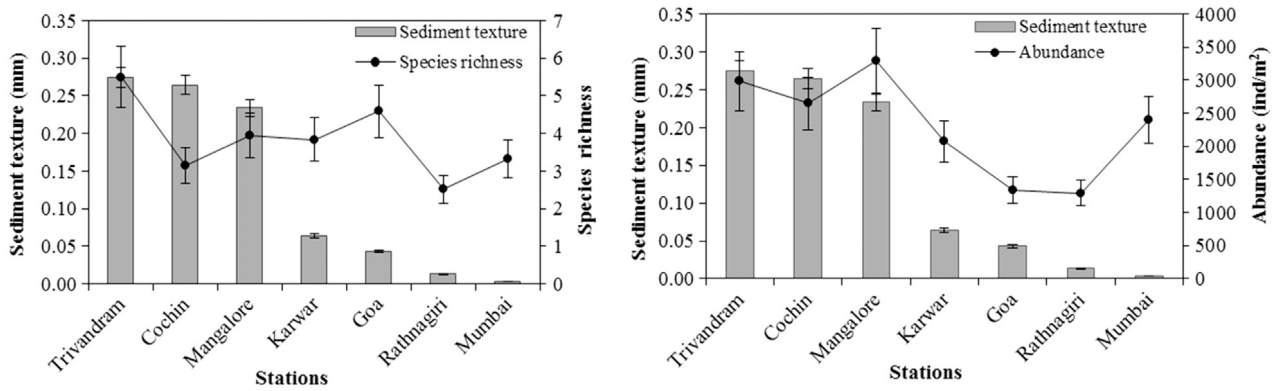 0.35
0.30
0.25
0.20
0.15
0.10
0.05
0.00
Sediment texture (mm)
Sediment texture
Species richness
7
6
5
4
3
2
1
0
Species richness
Trivandram
Cochin
Mangalore
Karwar
Goa
Rathnagiri
Mumbai
Stations
0.35
0.30
0.25
0.20
0.15
0.10
0.05
0.00
Sediment texture (mm)
Sediment texture
Abundance
4000
3500
3000
2500
2000
1500
1000
500
0
Abundance (ind/m²)
Trivandram
Cochin
Mangalore
Karwar
Goa
Rathnagiri
Mumbai
Stations